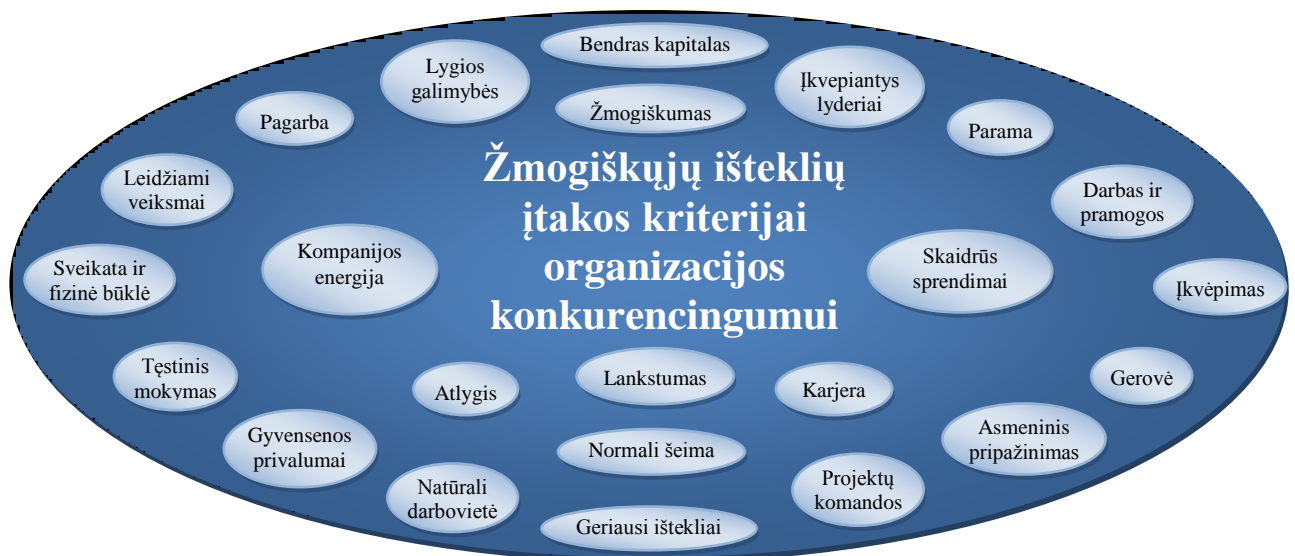 Bendras kapitalas
Lygios
galimybės
Įkvepiantys
lyderiai
Žmogiškumas
Pagarba
Parama
Žmogiškųjų išteklių
įtakos kriterijai
organizacijos
konkurencingumui
Leidžiami
veiksmai
Darbas ir
pramogos
Kompanijos
energija
Skaidrūs
sprendimai
Sveikata ir
fizinė būklė
Įkvėpimas
Tęstinis
mokymas
Atlygis
Lankstumas
Karjera
Gerovė
Gyvensenos
privalumai
Normali šeima
Asmeninis
pripažinimas
Natūrali
darbovietė
Projektų
komandos
Geriausi ištekliai